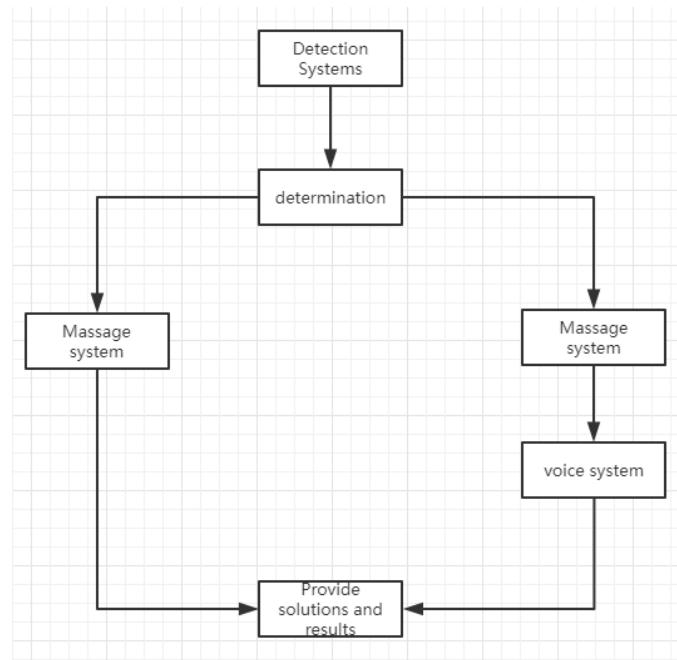 Detection
Systems
determination
Massage
system
Massage
system
voice system
Provide
solutions and
results